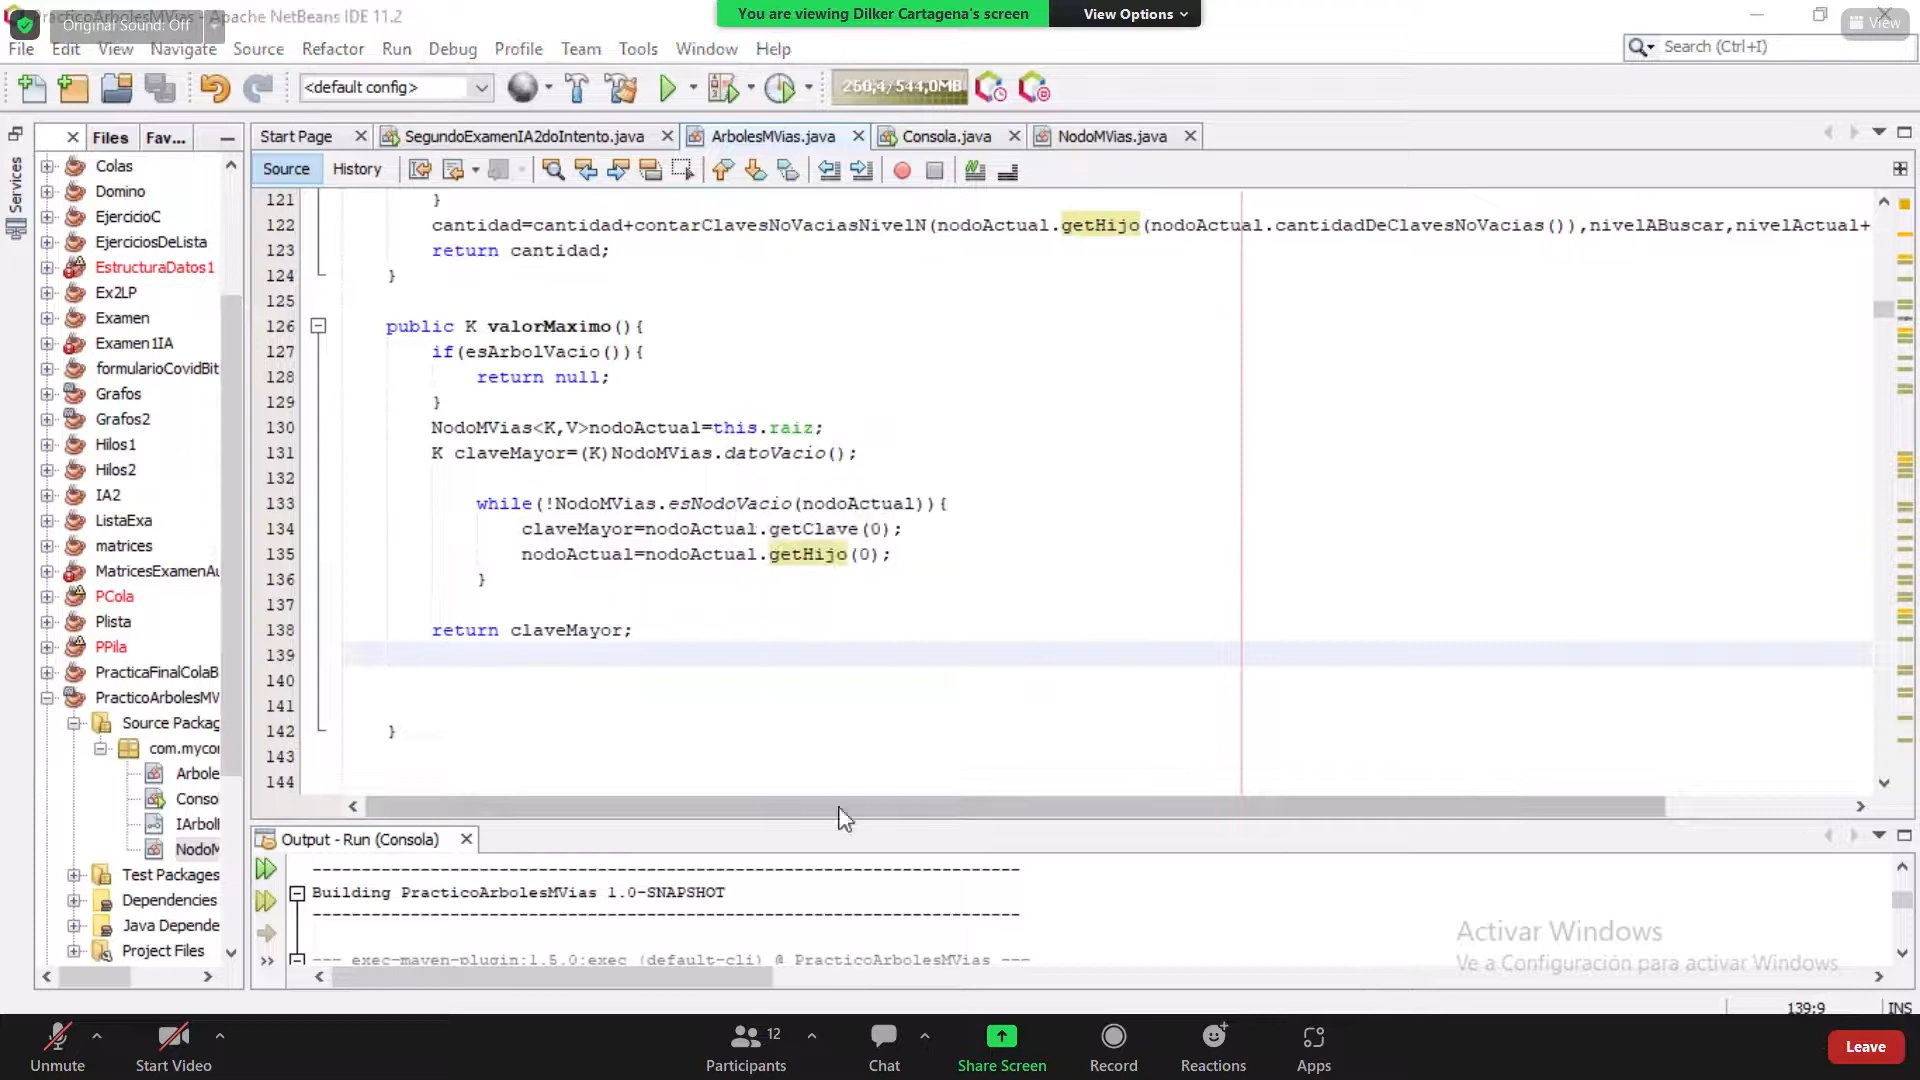 PracticoArbolesMVias - Apache NetBeans IDE 11.2
Original Sound: Off
You are viewing Dilker Cartagena's screen
View Options
View
File Edit View Navigate Source Refactor Run Debug Profile Team Tools Window Help
Search (Ctrl+I)
<default config>
260,4/544,0MB
Files
Fav...
Start Page
SegundoExamenIA2doIntento.java
ArbolesMVias.java
Consola.java
NodoMVias.java
Services
Source
History
Colas
Domino
EjercicioC
EjerciciosDeLista
EstructuraDatos1
Ex2LP
Examen
Examen1IA
formularioCovidBit
Grafos
Grafos2
Hilos1
Hilos2
IA2
ListaExa
matrices
MatricesExamenAu
PCola
Plista
PPila
PracticaFinalColaB
PracticoArbolesMV
Source Packag
com.mycor
Arbole
Conso
IArbol
NodoM
Test Packages
Dependencies
Java Depende
Project Files
121 }
122 cantidad=cantidad+contarClavesNoVaciasNivelN(nodoActual.getHijo(nodoActual.cantidadDeClavesNoVacias()),nivelABuscar,nivelActual+
123 return cantidad;
124 }
125
126 public K valorMaximo(){
127 if(esArbolVacio()){
128 return null;
129 }
130 NodoMVias<K,V>nodoActual=this.raiz;
131 K claveMayor=(K)NodoMVias.datoVacio();
132
133 while(!NodoMVias.esNodoVacio(nodoActual)){
134 claveMayor=nodoActual.getClave(0);
135 nodoActual=nodoActual.getHijo(0);
136 }
137
138 return claveMayor;
139
140
141
142 }
143
144
Output - Run (Consola)
------------------------------------------------------------------------
Building PracticoArbolesMVias 1.0-SNAPSHOT
------------------------------------------------------------------------
--- exec-maven-plugin:1.5.0:exec (default-cli) @ PracticoArbolesMVias ---
Activar Windows
Ve a Configuración para activar Windows.
139:9
INS
Unmute
Start Video
12
Participants
Chat
Share Screen
Record
Reactions
Apps
Leave